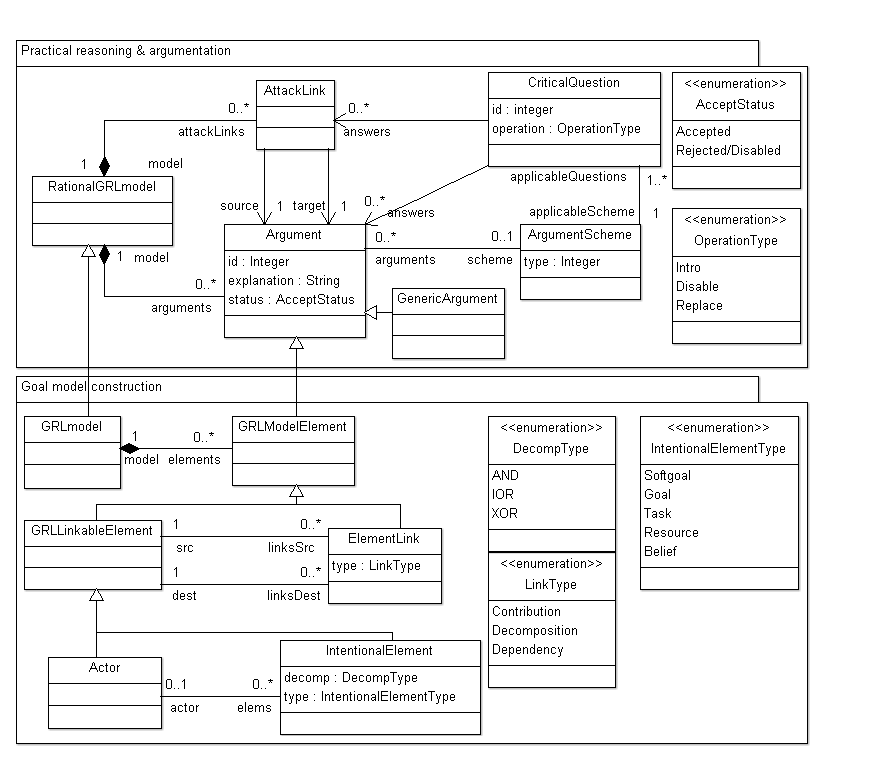 Practical reasoning & argumentation
AttackLink
0..*
attackLinks
0..*
answers
CriticalQuestion
id : integer
operation : OperationType
<<enumeration>>
AcceptStatus
Accepted
Rejected/Disabled
1
model
RationalGRLmodel
applicableQuestions
1..*
source
1
target
1
0..*
answers
applicableScheme
1
<<enumeration>>
OperationType
Intro
Disable
Replace
Argument
id : Integer
explanation : String
status : AcceptStatus
0..*
arguments
0..1
scheme
ArgumentScheme
type : Integer
1
model
0..*
arguments
GenericArgument
Goal model construction
GRLmodel
1
model
0..*
elements
GRLModelElement
<<enumeration>>
DecompType
AND
IOR
XOR
<<enumeration>>
IntentionalElementType
Softgoal
Goal
Task
Resource
Belief
GRLLinkableElement
1
src
0..*
linksSrc
1
dest
0..*
linksDest
ElementLink
type : LinkType
<<enumeration>>
LinkType
Contribution
Decomposition
Dependency
Actor
0..1
actor
0..*
elems
IntentionalElement
decomp : DecompType
type : IntentionalElementType